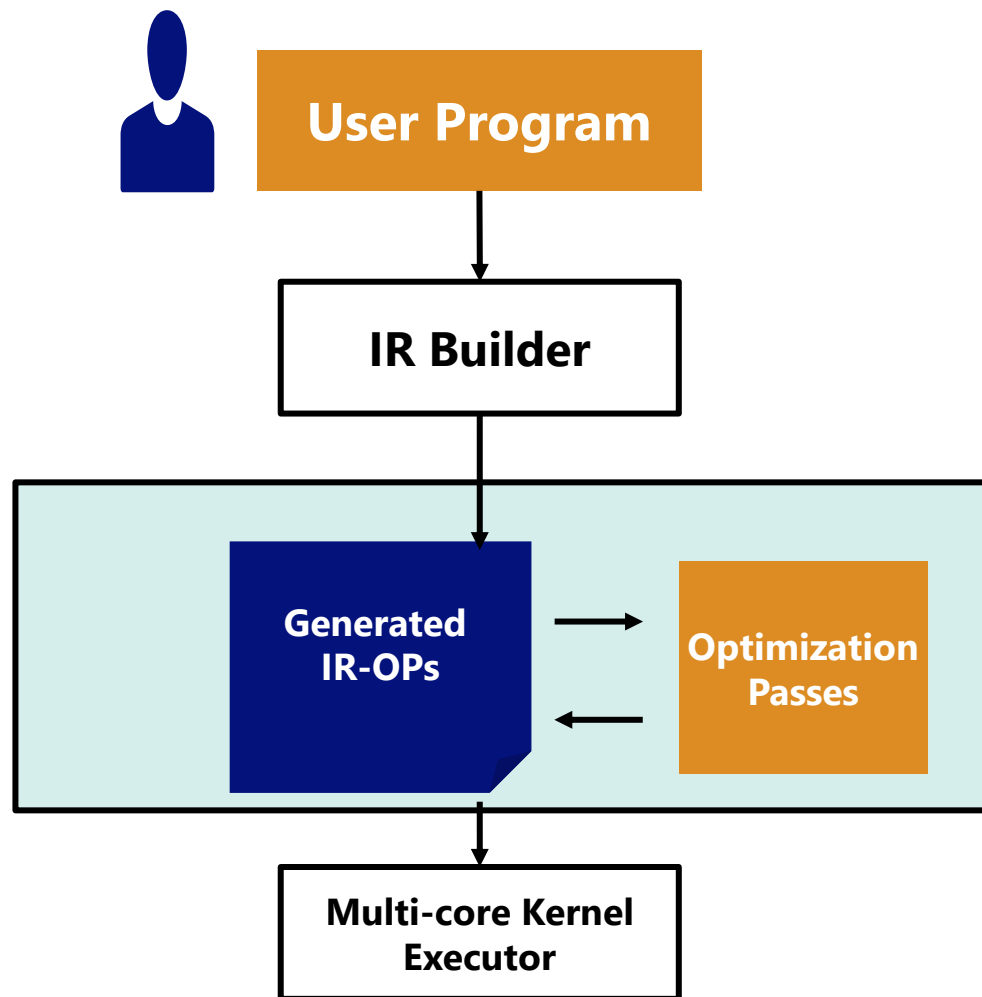 User Program
IR Builder
Generated
IR-OPs
Optimization
Passes
Multi-core Kernel
Executor